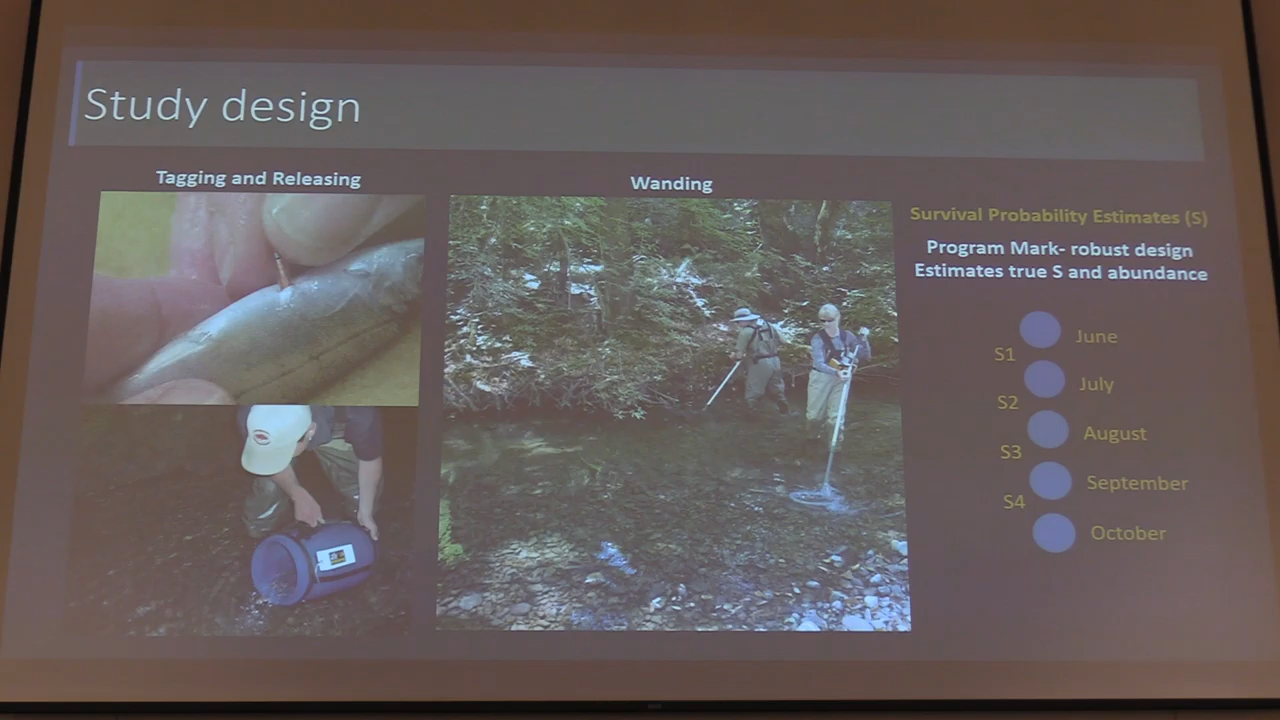 Study design
Tagging and Releasing
Wanding
Survival Probability Estimates (S)
Program Mark- robust design
Estimates true S and abundance
June
S1
July
S2
August
S3
September
S4
October